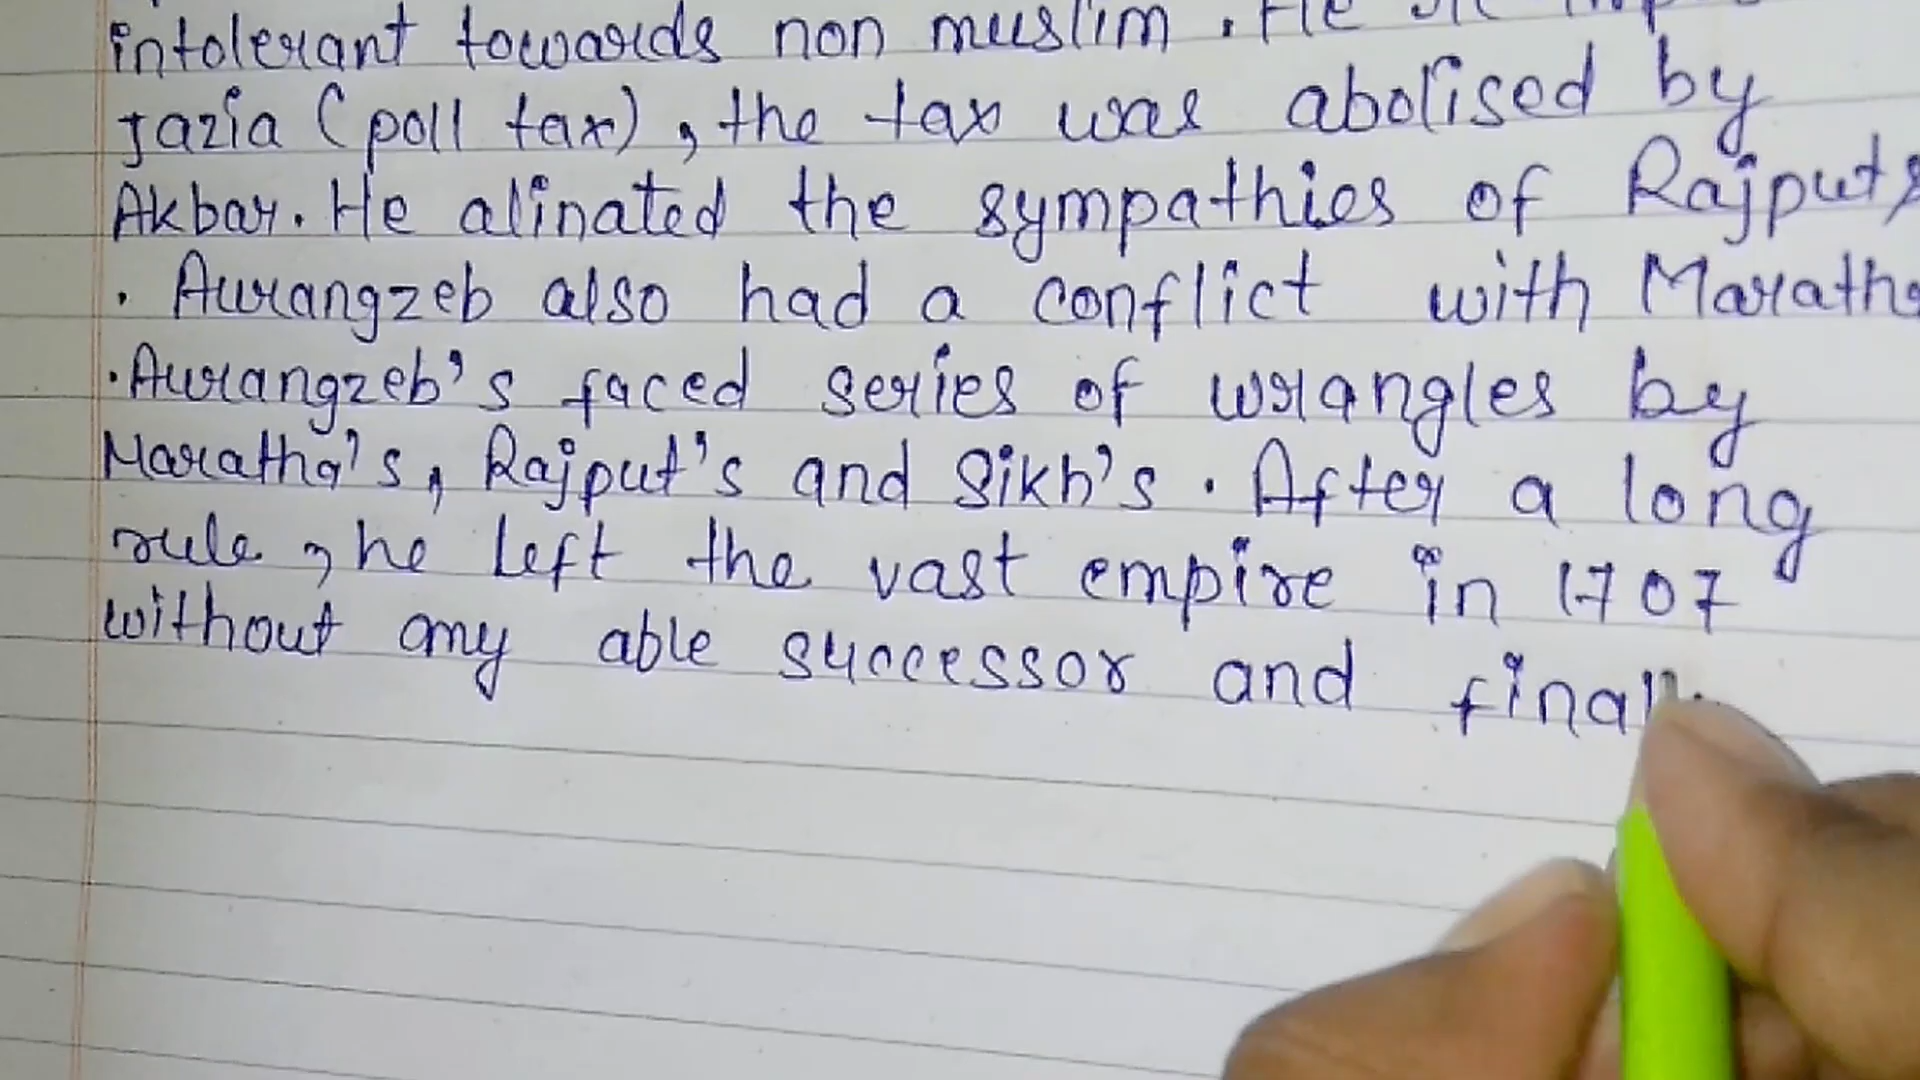 intolerant towards non muslim. He
Jazia (poll tax), the tax was abolised by
Akbar. He alinated the sympathies of Rajputs
. Aurangzeb also had a conflict with Maratha
.Aurangzeb's faced series of wrangles by
Maratha's, Rajput's and Sikh's. After a long
rule, he left the vast empire in 1707
without any able successor and final